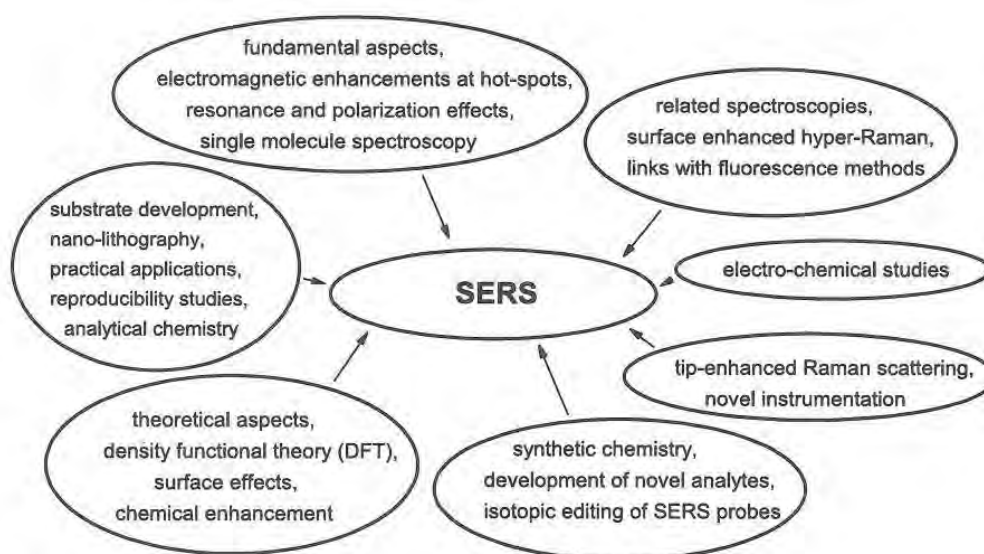 fundamental aspects,
electromagnetic enhancements at hot-spots,
resonance and polarization effects,
single molecule spectroscopy
related spectroscopies,
surface enhanced hyper-Raman,
links with fluorescence methods
substrate development,
nano-lithography,
practical applications,
reproducibility studies,
analytical chemistry
SERS
electro-chemical studies
tip-enhanced Raman scattering,
novel instrumentation
theoretical aspects,
density functional theory (DFT),
surface effects,
chemical enhancement
synthetic chemistry,
development of novel analytes,
isotopic editing of SERS probes